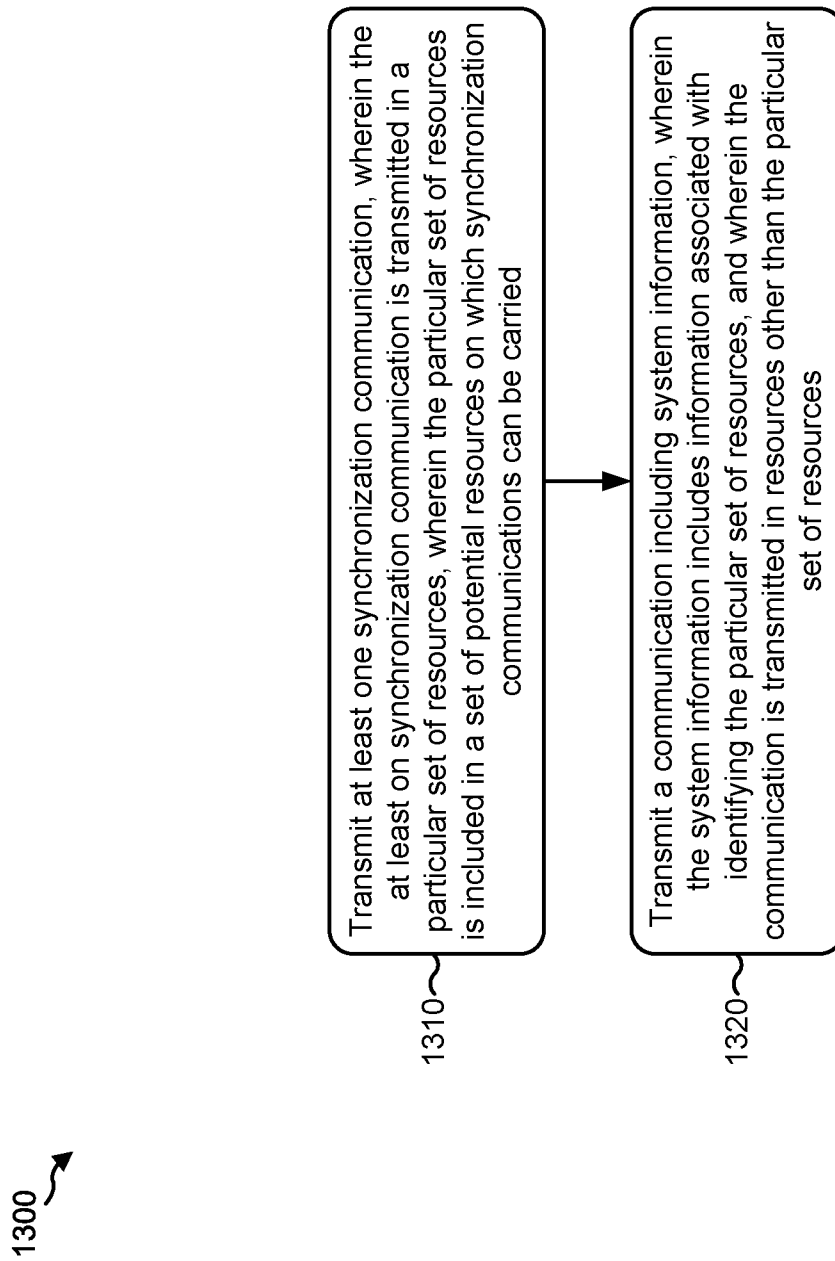 1300
1310
Transmit at least one synchronization communication, wherein the
at least on synchronization communication is transmitted in a
particular set of resources, wherein the particular set of resources
is included in a set of potential resources on which synchronization
communications can be carried
1320
Transmit a communication including system information, wherein
the system information includes information associated with
identifying the particular set of resources, and wherein the
communication is transmitted in resources other than the particular
set of resources